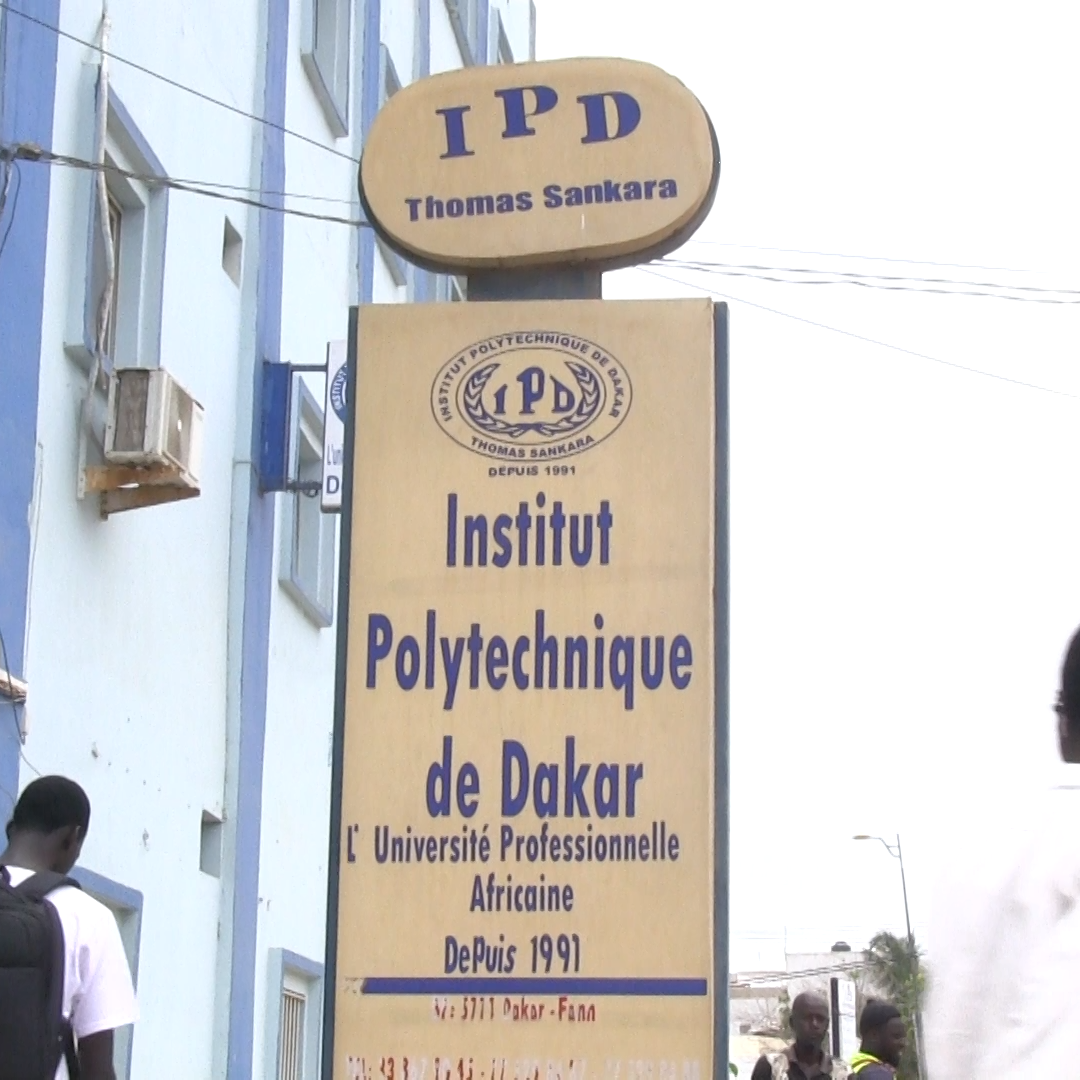 IPD
Thomas Sankara
INSTITUT POLYTECHNIQUE DE DAKAR
IPD
THOMAS SANKARA
DEPUIS 1991
Institut
Polytechnique
de Dakar
L' Université Professionnelle
Africaine
DePuis 1991
5711 Dakar - Fann